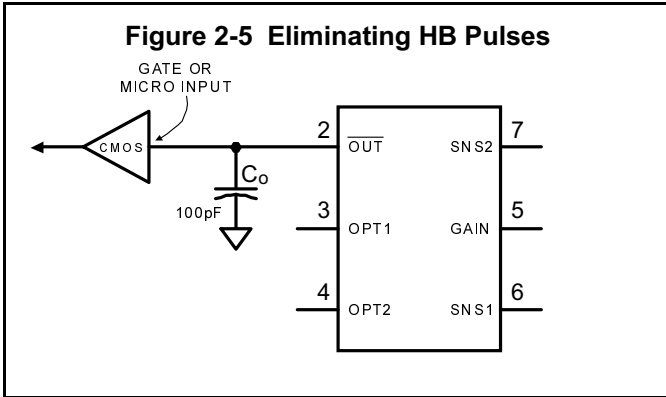 Figure 2-5 Eliminating HB Pulses
GATE OR
MICRO INPUT
CMOS
Co
100pF
2
3
4
OUT
OPT1
OPT2
SNS2
GAIN
SNS1
7
5
6